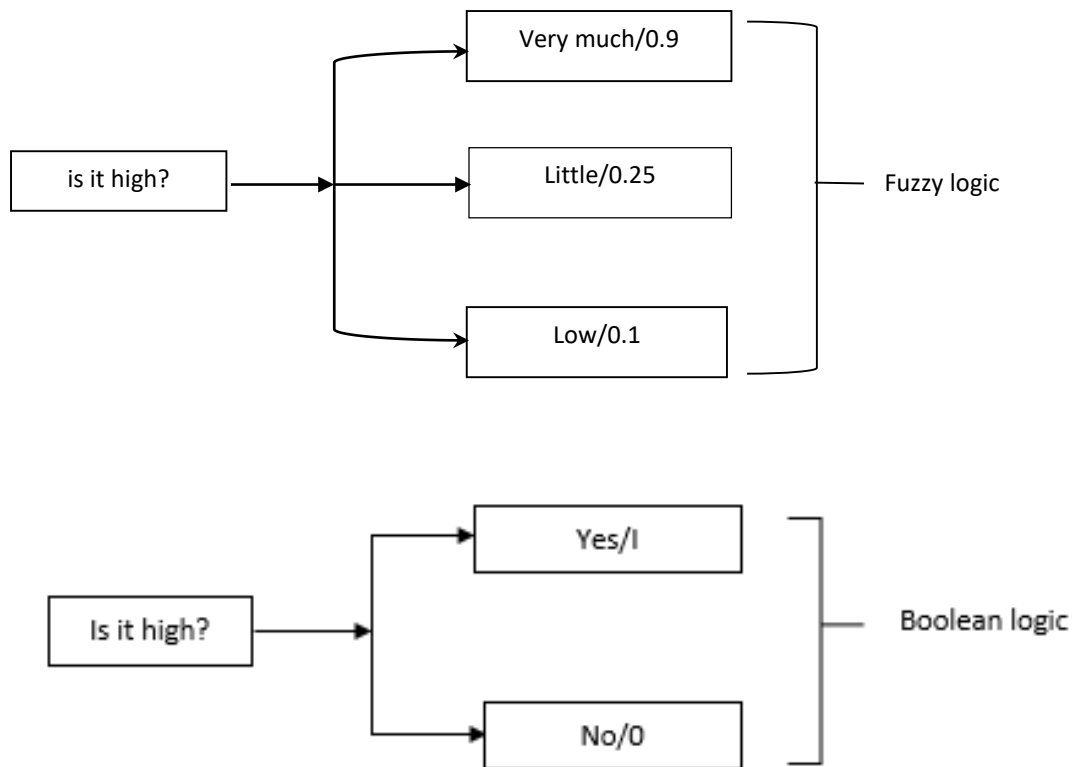 Very much/0.9
is it high?
Little/0.25
Fuzzy logic
Low/0.1
Yes/I
Is it high?
Boolean logic
No/0